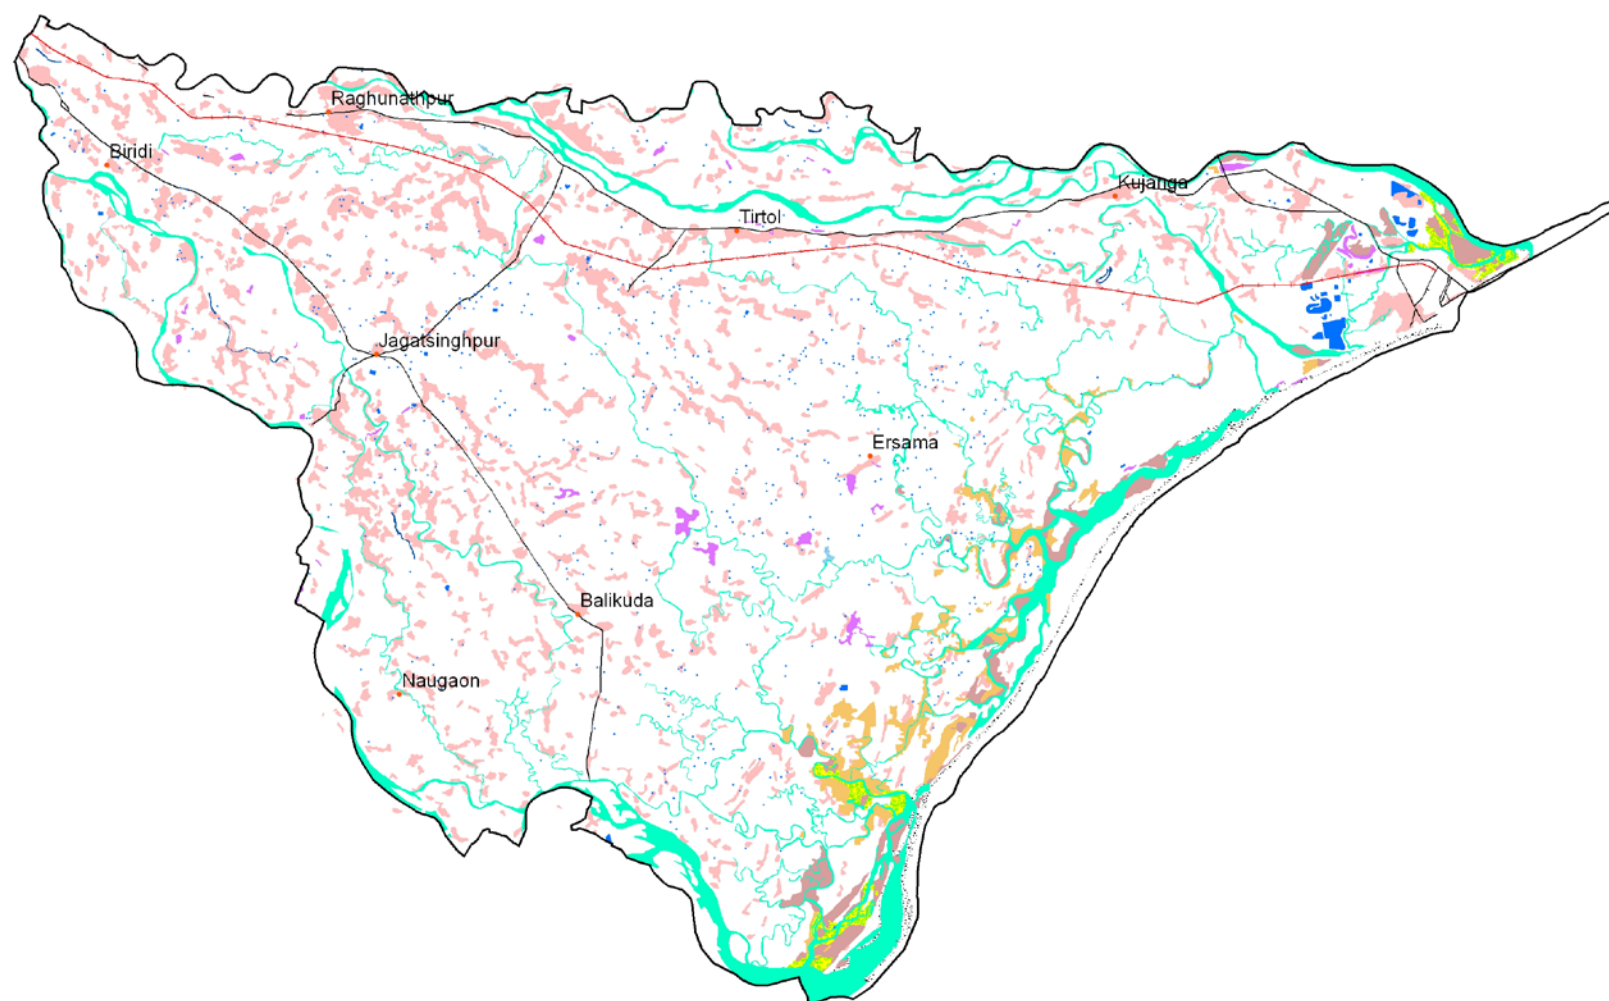 Raghunathpur
Biridi
Kujanga
Tirtol
Jagatsinghpur
Ersama
Balikuda
Naugaon